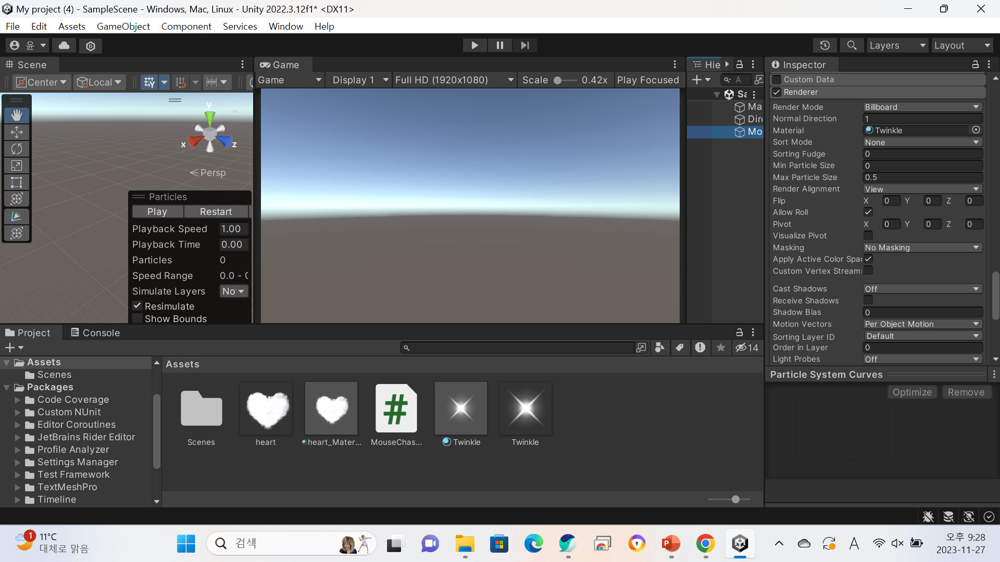 My project (4) - SampleScene - Windows, Mac, Linux - Unity 2022.3.12f1* <DX11>
File Edit Assets GameObject Component Services Window Help
윤 Layers Layout
Scene
Center Local
y
x z
Persp
Particles
Play Restart
Playback Speed 1.00
Playback Time 0.00
Particles 0
Speed Range 0.0 - 0
Simulate Layers No
Resimulate
Show Bounds
Game
Game Display 1 Full HD (1920x1080) Scale 0.42x Play Focused
Hie
A
Sa
Ma
Dire
Mo
Inspector
Custom Data
Renderer
Render Mode Billboard
Normal Direction 1
Material Twinkle
Sort Mode None
Sorting Fudge 0
Min Particle Size 0
Max Particle Size 0.5
Render Alignment View
Flip X 0 Y 0 Z 0
Allow Roll
Pivot X 0 Y 0 Z 0
Visualize Pivot
Masking No Masking
Apply Active Color Spac
Custom Vertex Streams
Cast Shadows Off
Receive Shadows
Shadow Bias 0
Motion Vectors Per Object Motion
Sorting Layer ID Default
Order in Layer 0
Light Probes Off
Particle System Curves
Optimize Remove
Project Console
14
Assets
Scenes
Packages
Code Coverage
Custom NUnit
Editor Coroutines
JetBrains Rider Editor
Profile Analyzer
Settings Manager
Test Framework
TextMeshPro
Timeline
Assets
Scenes heart heart_Mater... MouseChas... Twinkle Twinkle
1 11°C
대체로 맑음
검색
A
오후 9:28
2023-11-27